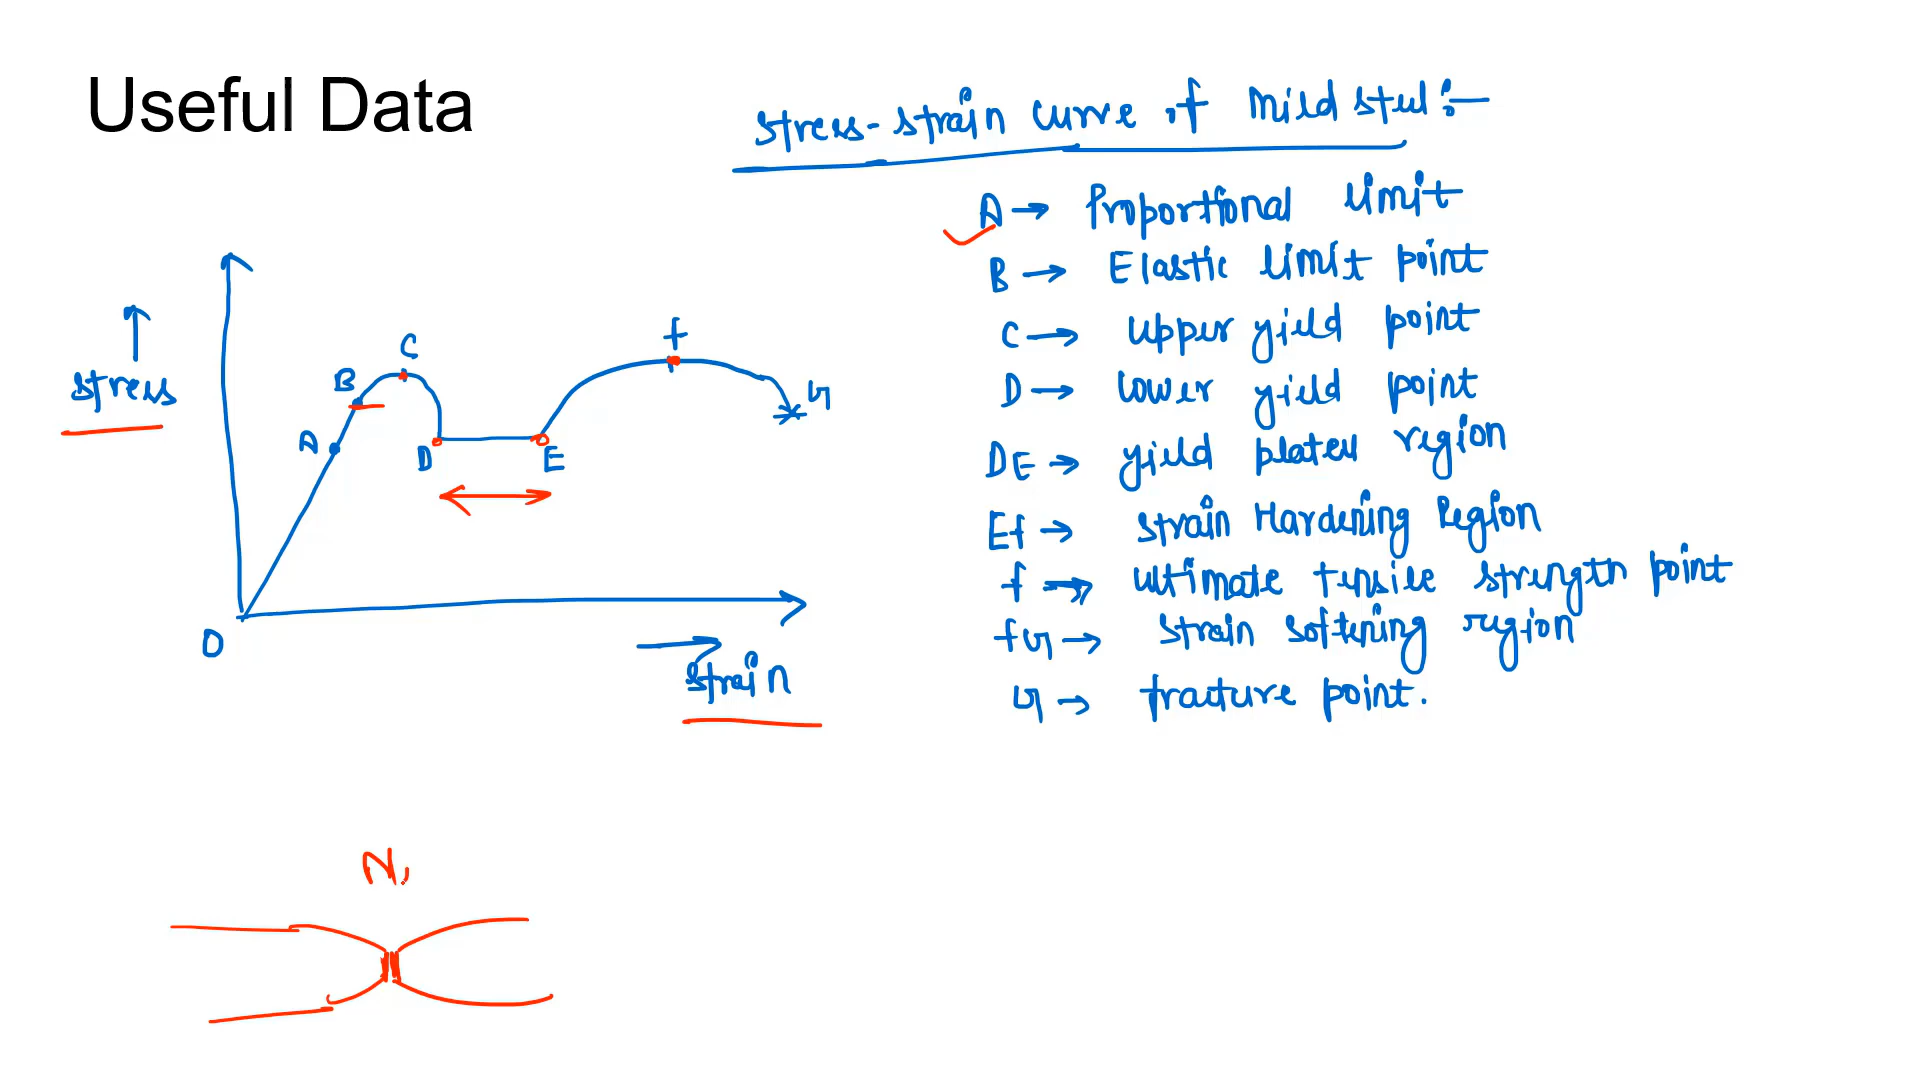 Useful Data
Stress-strain curve of Mild steel:-
A → Proportional limit
B → Elastic limit point
C → Upper yield point
D → lower yield point
DE → yield plateu region
Ef → strain Hardening Region
f → ultimate tensile strength point
fG → strain softening region
G → fracture point.
stress
A
B
C
D
E
f
G
O
strain
N,